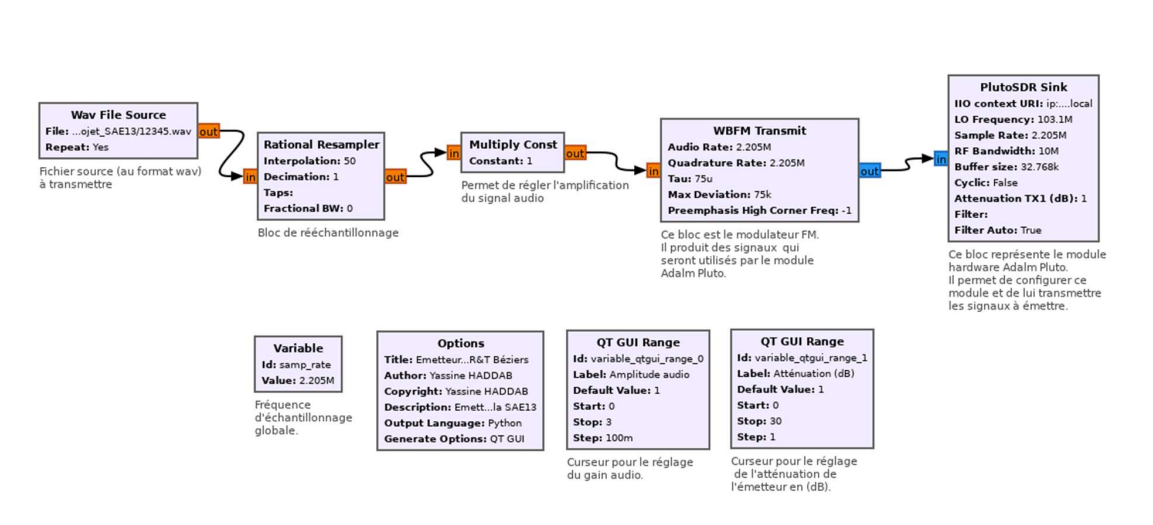 Wav File Source
File: ...ojet_SAE13/12345.wav
Repeat: Yes
out
Fichier source (au format wav)
à transmettre
in
Rational Resampler
Interpolation: 50
Decimation: 1
Taps:
Fractional BW: 0
out
Bloc de rééchantillonnage
in
Multiply Const
Constant: 1
out
Permet de régler l'amplification
du signal audio
in
WBFM Transmit
Audio Rate: 2.205M
Quadrature Rate: 2.205M
Tau: 75u
Max Deviation: 75k
Preemphasis High Corner Freq: -1
out
Ce bloc est le modulateur FM.
Il produit des signaux qui
seront utilisés par le module
Adalm Pluto.
in
PlutoSDR Sink
IIO context URI: ip:....local
LO Frequency: 103.1M
Sample Rate: 2.205M
RF Bandwidth: 10M
Buffer size: 32.768k
Cyclic: False
Attenuation TX1 (dB): 1
Filter:
Filter Auto: True
Ce bloc représente le module
hardware Adalm Pluto.
Il permet de configurer ce
module et de lui transmettre
les signaux à émettre.
Variable
Id: samp_rate
Value: 2.205M
Fréquence
d'échantillonnage
globale.
Options
Title: Emetteur...R&T Béziers
Author: Yassine HADDAB
Copyright: Yassine HADDAB
Description: Emett...la SAE13
Output Language: Python
Generate Options: QT GUI
QT GUI Range
Id: variable_qtgui_range_0
Label: Amplitude audio
Default Value: 1
Start: 0
Stop: 3
Step: 100m
Curseur pour le réglage
du gain audio.
QT GUI Range
Id: variable_qtgui_range_1
Label: Atténuation (dB)
Default Value: 1
Start: 0
Stop: 30
Step: 1
Curseur pour le réglage
de l'atténuation de
l'émetteur en (dB).